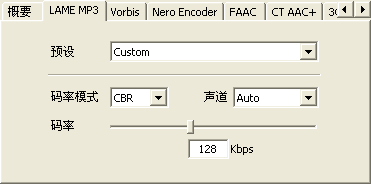 概要 LAME MP3 Vorbis Nero Encoder FAAC CT AAC+
预设 Custom
码率模式 CBR 声道 Auto
码率
128 Kbps